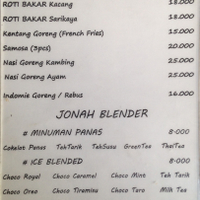 ROTI BAKAR Kacang 18.000
ROTI BAKAR Sarikaya 18.000
Kentang Goreng (French Fries) 15.000
Samosa (3pcs) 20.000
Nasi Goreng Kambing 25.000
Nasi Goreng Ayam 25.000
Indomie Goreng / Rebus 16.000
JONAH BLENDER
# MINUMAN PANAS 8.000
Cokelat Panas TehTarik TehSusu GreenTea ThaiTea
# ICE BLENDED 8.000
Choco Royal Choco Caramel Choco Mint Teh Tarik
Choco Oreo Choco Tiremisu Choco Taro Milk Tea